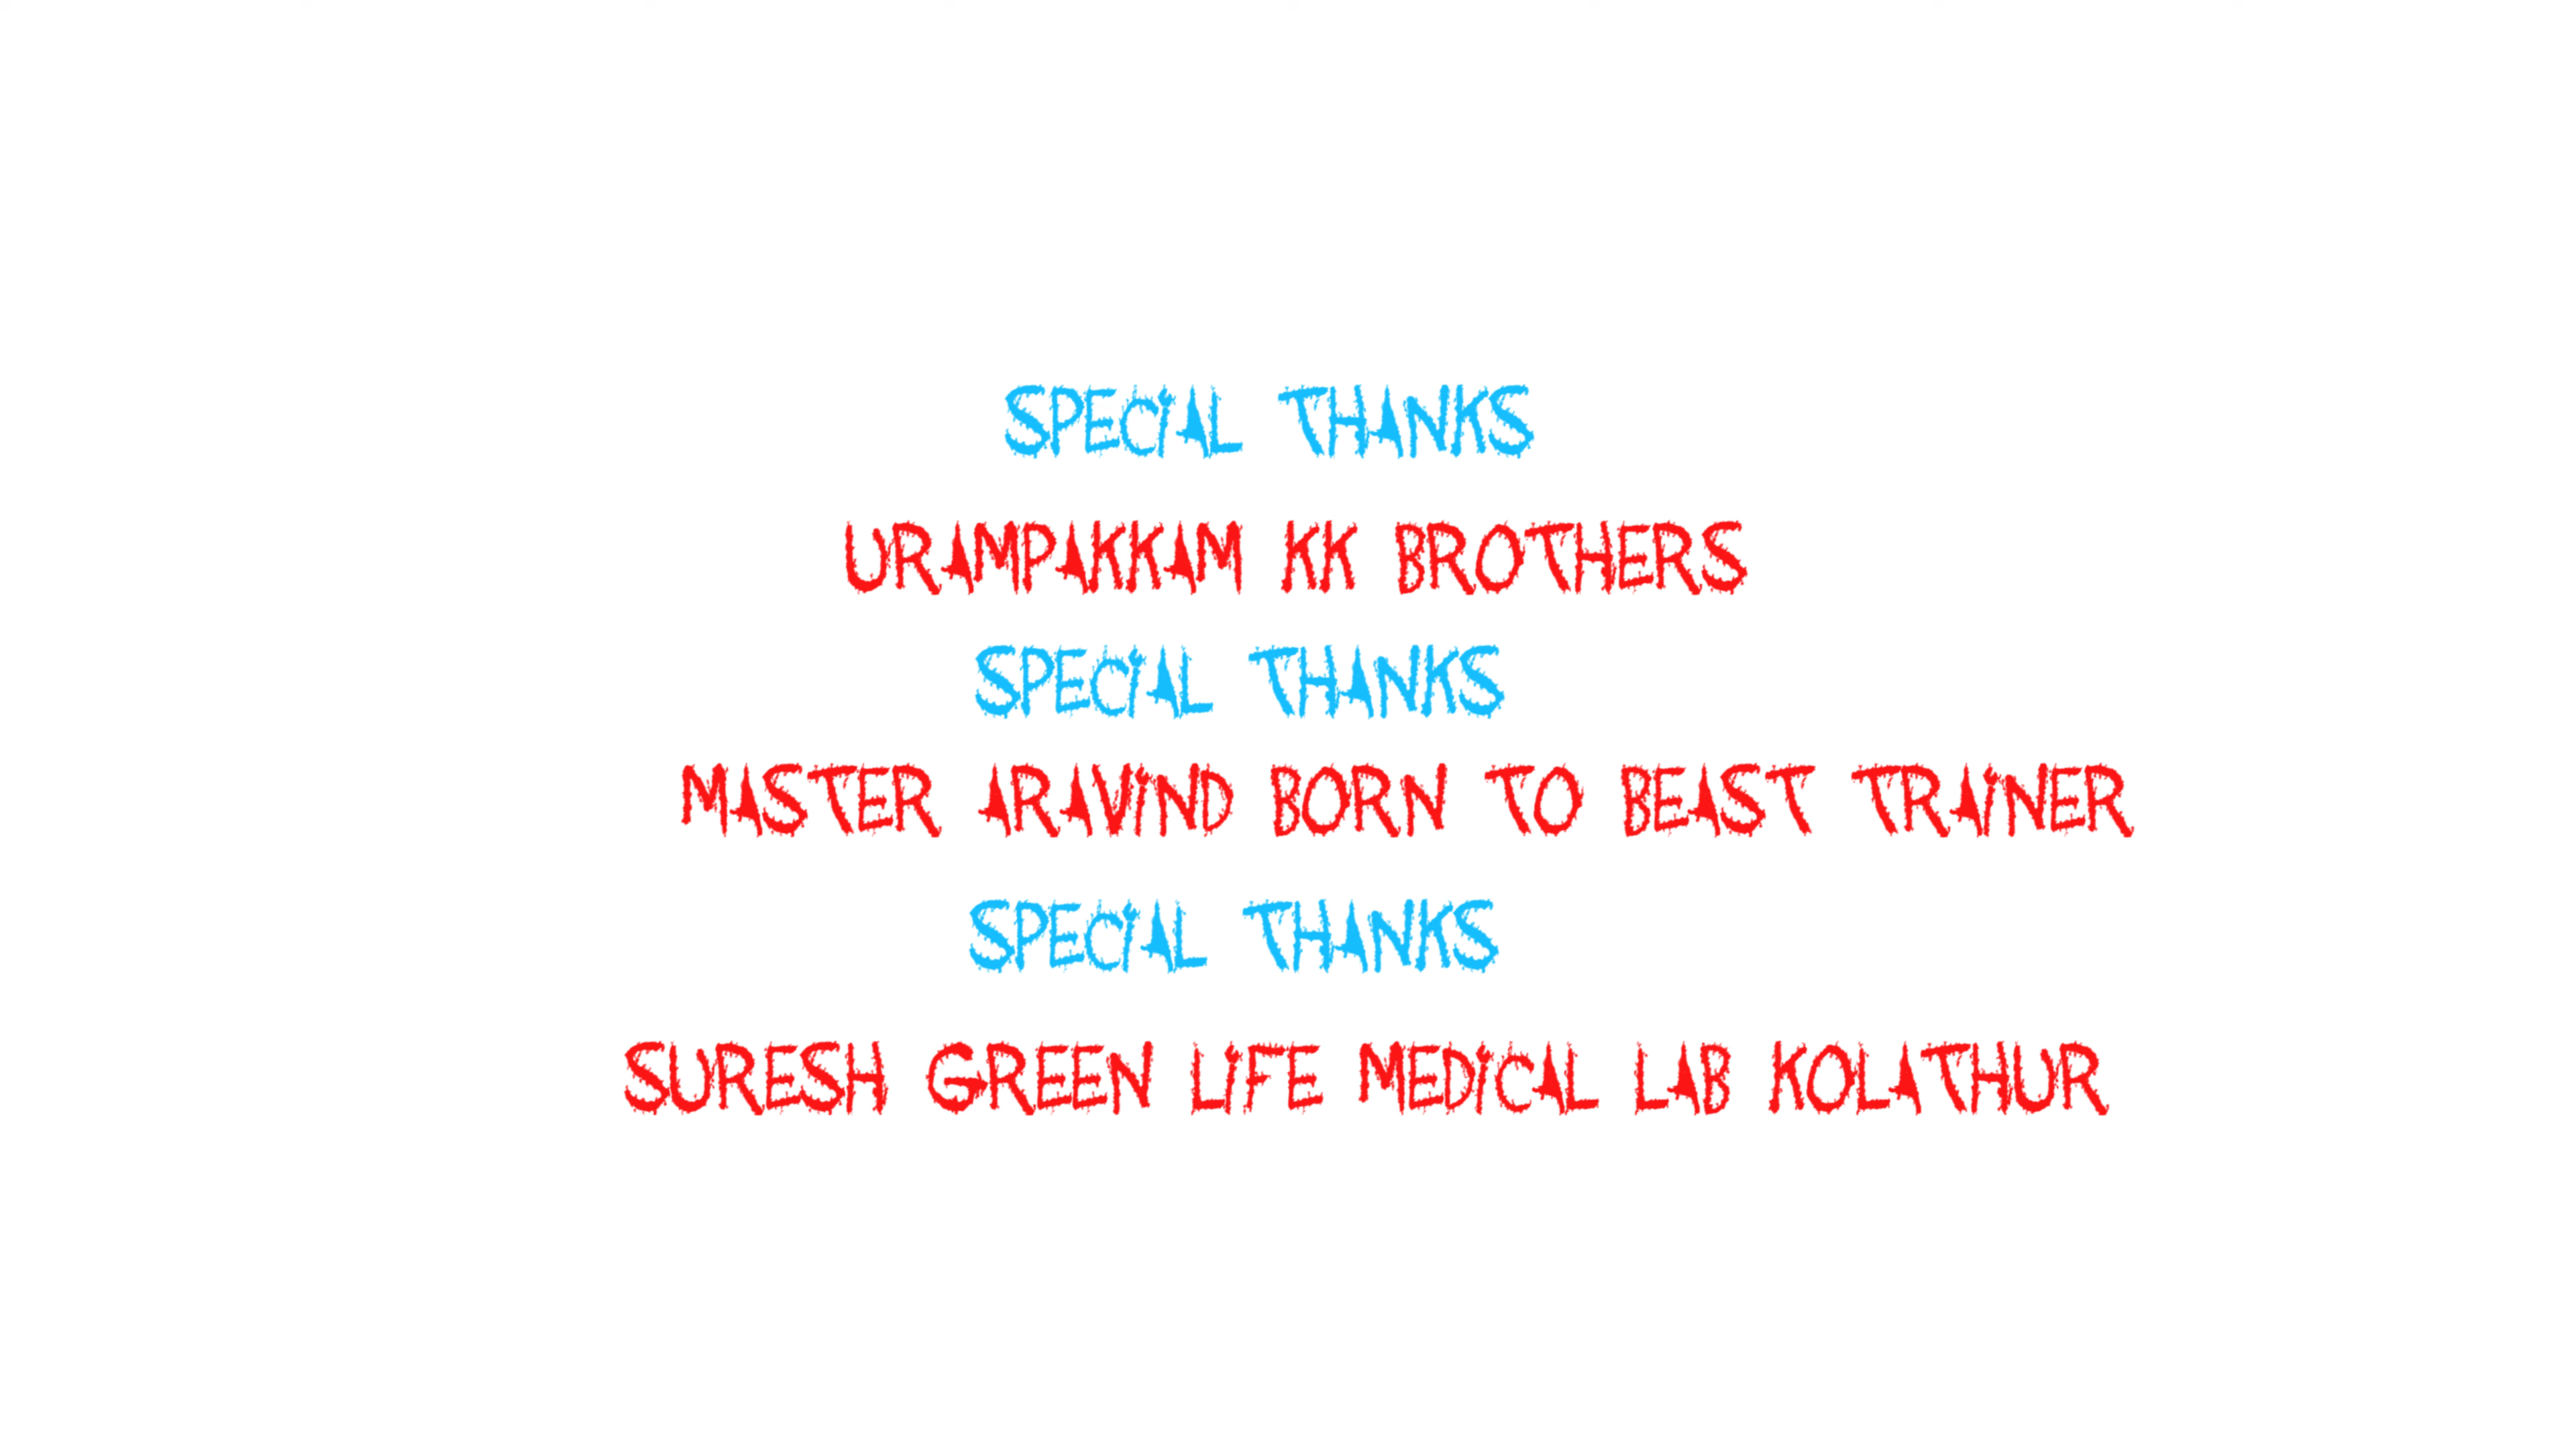 SPECIAL THANKS
URAMPAKKAM KK BROTHERS
SPECIAL THANKS
MASTER ARAVIND BORN TO BEAST TRAINER
SPECIAL THANKS
SURESH GREEN LIFE MEDICAL LAB KOLATHUR